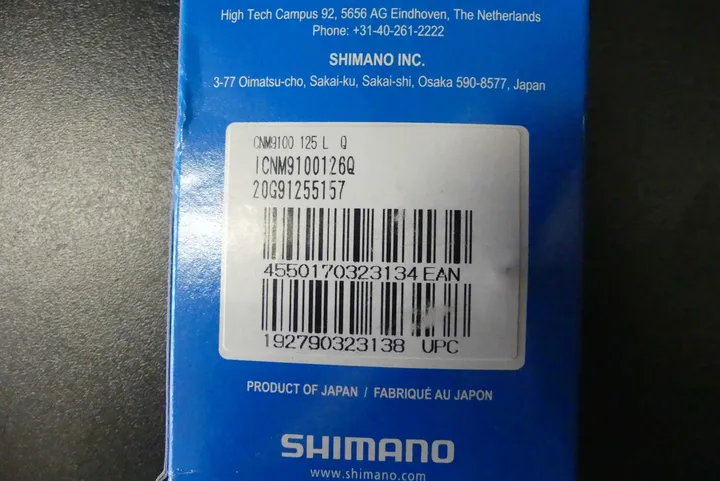 High Tech Campus 92, 5656 AG Eindhoven, The Netherlands
Phone: +31-40-261-2222
SHIMANO INC.
3-77 Oimatsu-cho, Sakai-ku, Sakai-shi, Osaka 590-8577, Japan
CNM9100 125 L Q
ICNM9100126Q
20G91255157
4550170323134 EAN
192790323138 UPC
PRODUCT OF JAPAN / FABRIQUÉ AU JAPON
SHIMANO
www.shimano.com